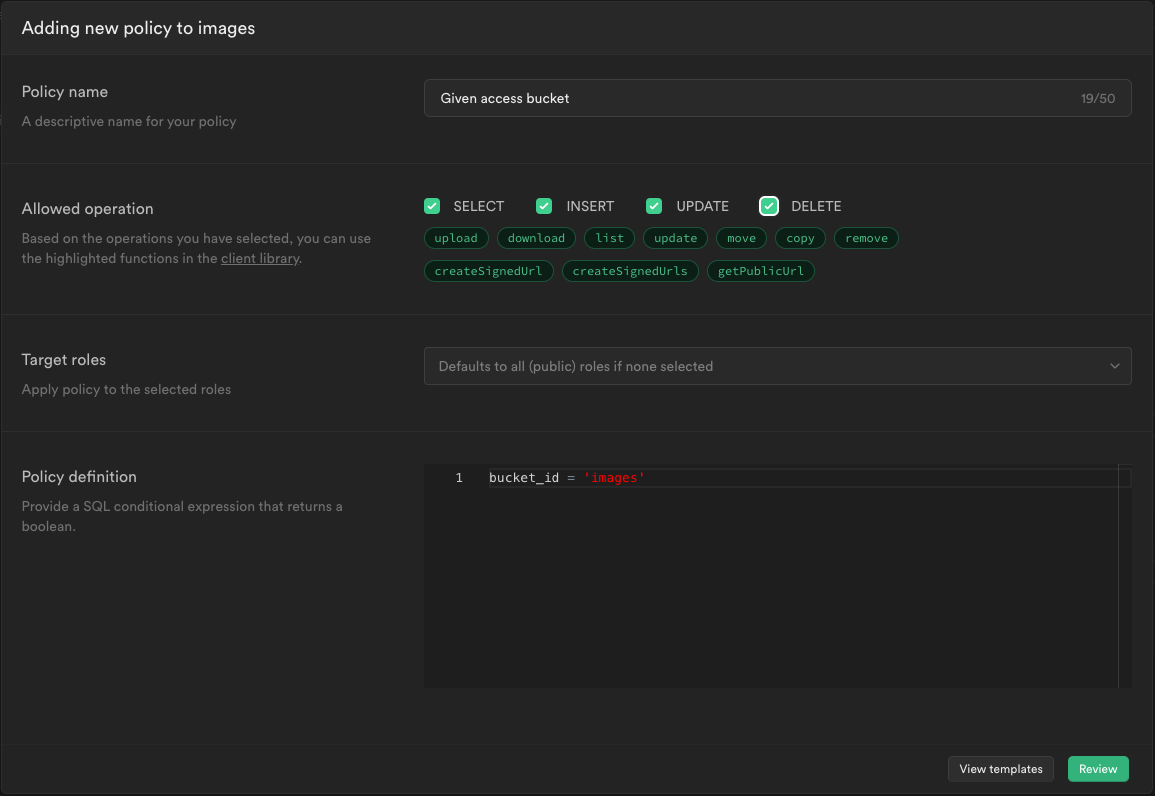 Adding new policy to images
Policy name
A descriptive name for your policy
Given access bucket
19/50
Allowed operation
Based on the operations you have selected, you can use
the highlighted functions in the client library.
SELECT INSERT UPDATE DELETE
upload download list update move copy remove
createSignedUrl createSignedUrls getPublicUrl
Target roles
Apply policy to the selected roles
Defaults to all (public) roles if none selected
Policy definition
Provide a SQL conditional expression that returns a
boolean.
1 bucket_id = 'images'
View templates Review